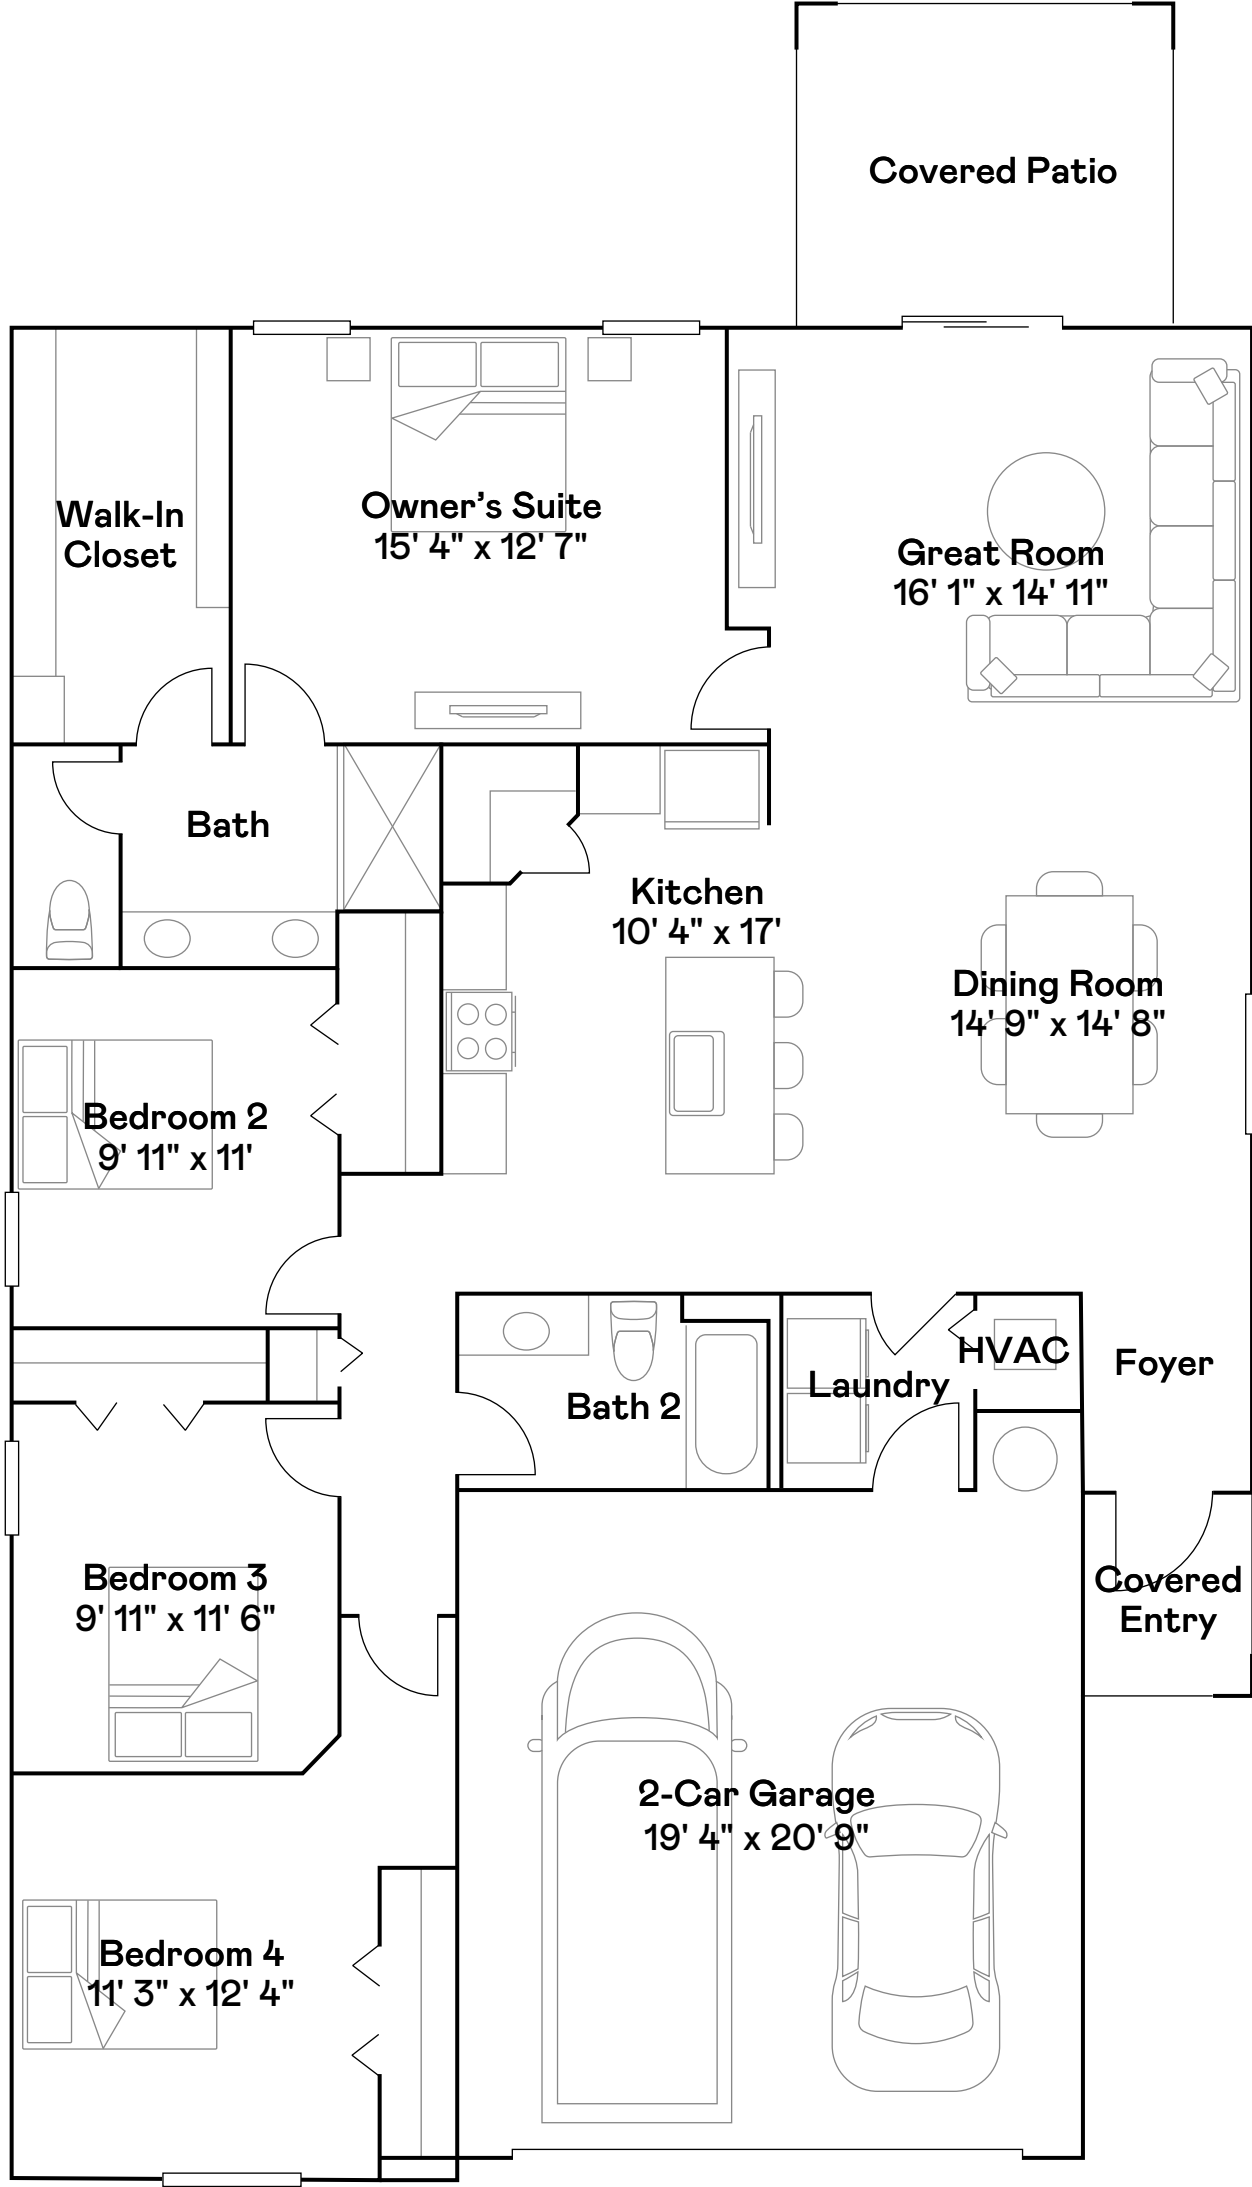 Covered Patio
Walk-In
Closet
Owner’s Suite
15' 4" x 12' 7"
Great Room
16' 1" x 14' 11"
Bath
Kitchen
10' 4" x 17'
Dining Room
14' 9" x 14' 8"
Bedroom 2
9' 11" x 11'
HVAC
Foyer
Laundry
Bath 2
Bedroom 3
9' 11" x 11' 6"
Covered
Entry
2-Car Garage
19' 4" x 20' 9"
Bedroom 4
11' 3" x 12' 4"